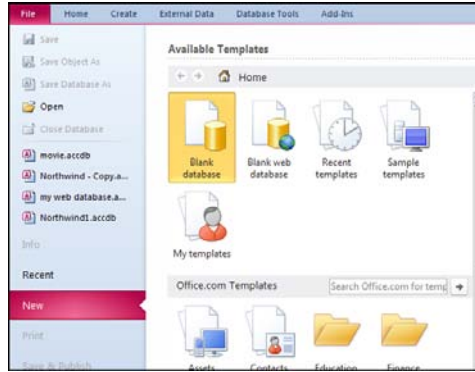 File Home Create External Data Database Tools Add-Ins
Save
Save Object As
Save Database As
Open
Close Database
movie.accdb
Northwind - Copy.a...
my web database.a...
Northwind1.accdb
Info
Recent
New
Print
Save & Publish
Available Templates
Home
Blank database
Blank web database
Recent templates
Sample templates
My templates
Office.com Templates
Search Office.com for temp
Assets
Contacts
Education
Finance